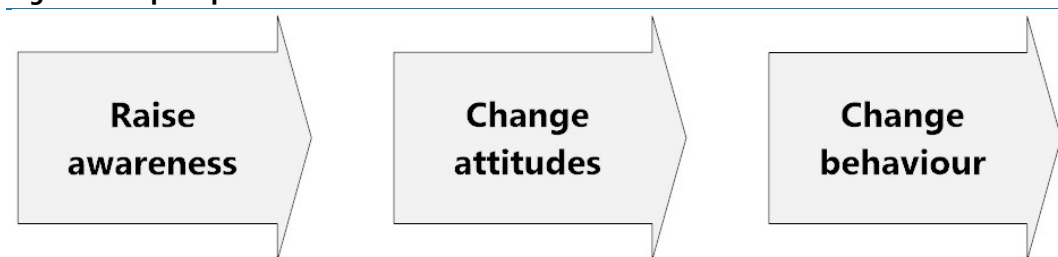 Raise
awareness
Change
attitudes
Change
behaviour